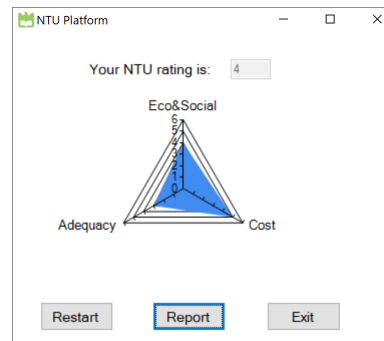 NTU Platform
Your NTU rating is: 4
Eco&Social
6
5
4
3
2
1
0
Adequacy Cost
Restart Report Exit